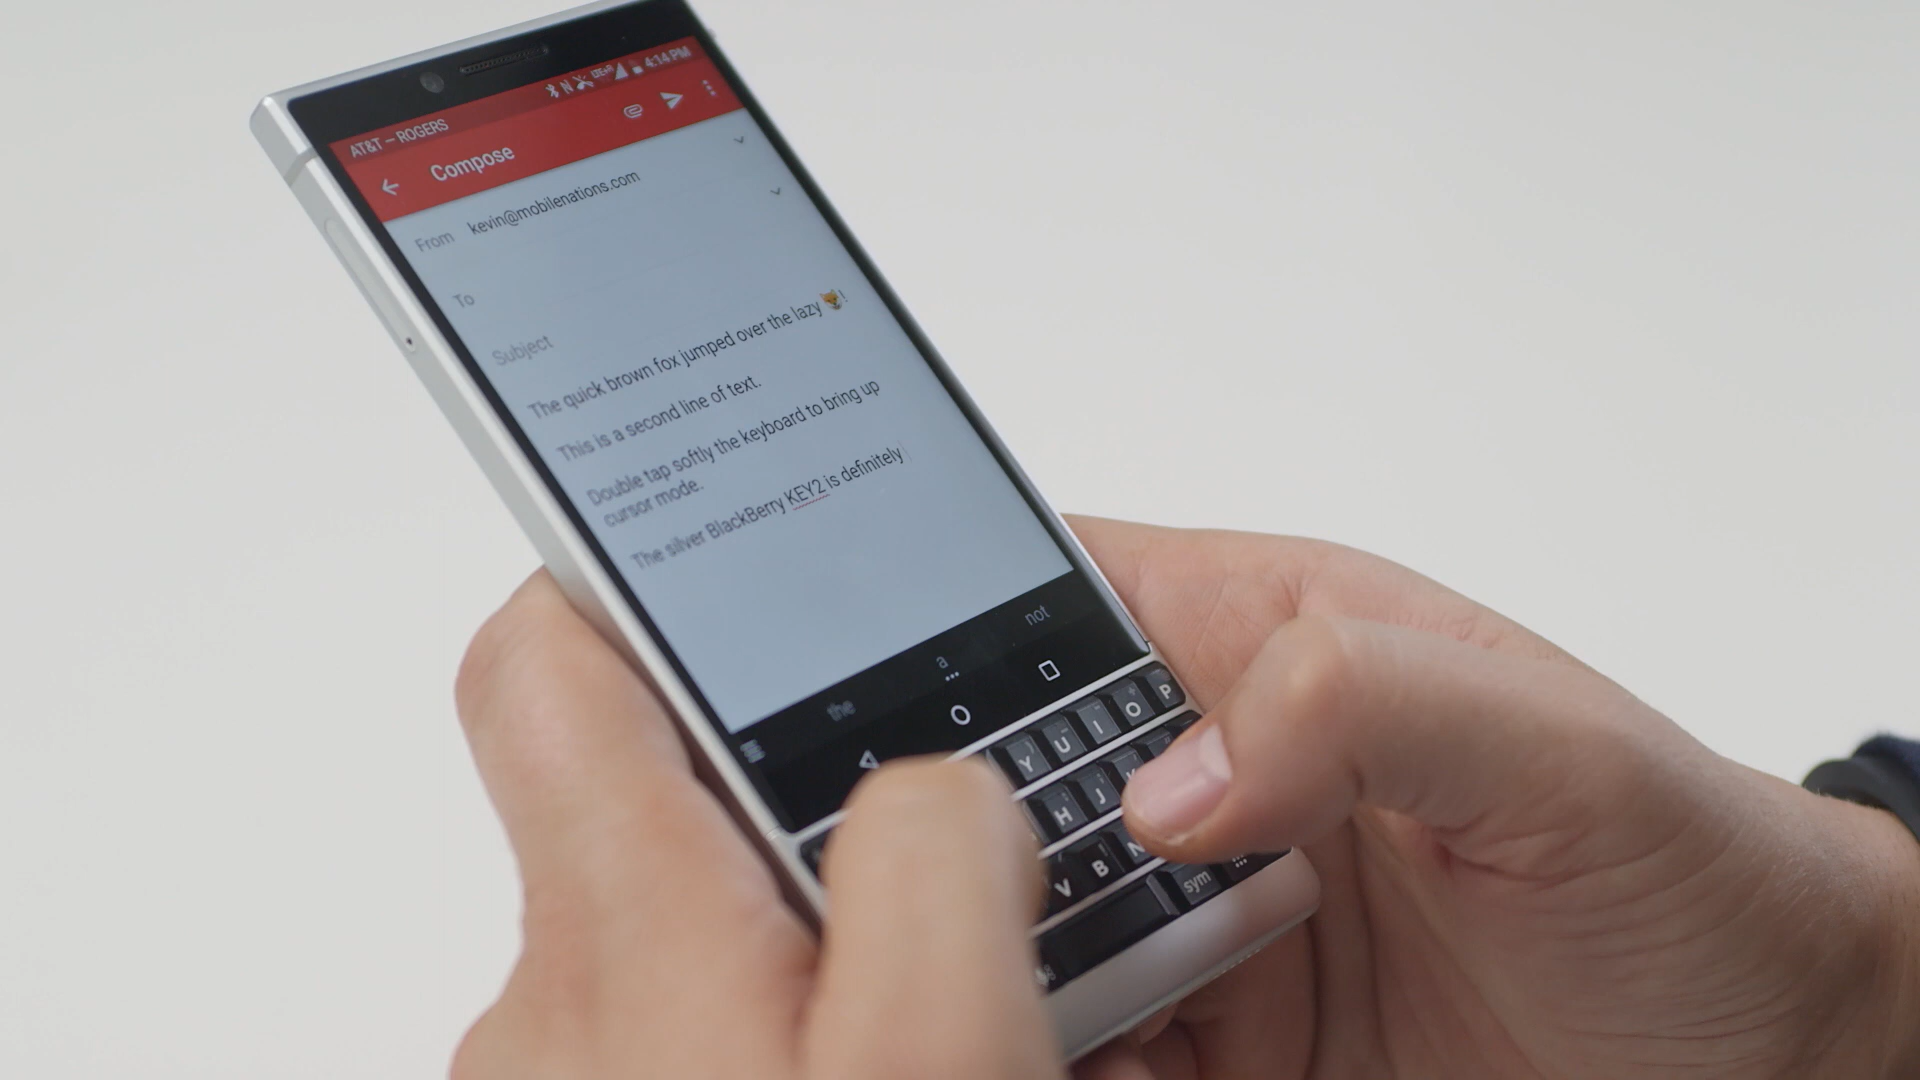 AT&T — ROGERS LTE+R 4:14 PM
Compose
From kevin@mobilenations.com
To
Subject
The quick brown fox jumped over the lazy 🦊!
This is a second line of text.
Double tap softly the keyboard to bring up
cursor mode.
The silver BlackBerry KEY2 is definitely
the a not
Y U I O P
H J K
V B N
sym